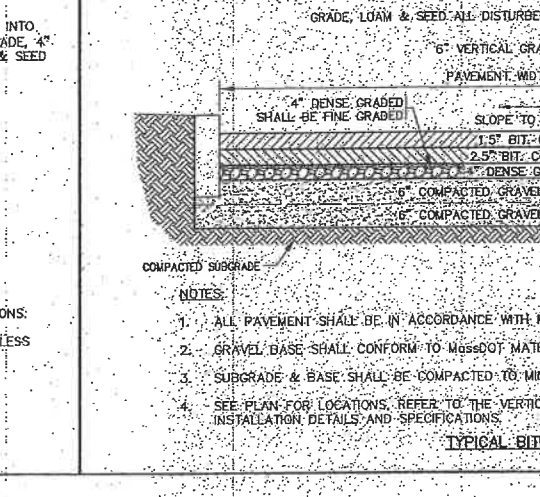 INTO
ADE, 4"
& SEED
ONS:
LESS
GRADE, LOAM & SEED ALL DISTURBE
6" VERTICAL GRA
PAVEMENT WID
4" DENSE GRADED
SHALL BE FINE GRADED
SLOPE TO
1.5" BIT.
2.5" BIT. C
4" DENSE G
6" COMPACTED GRAVEL
6" COMPACTED GRAVEL
COMPACTED SUBGRADE
NOTES:
1. ALL PAVEMENT SHALL BE IN ACCORDANCE WITH
2. GRAVEL BASE SHALL CONFORM TO MassDOT MATE
3. SUBGRADE & BASE SHALL BE COMPACTED TO MIN
4. SEE PLAN FOR LOCATIONS, REFER TO THE VERTIC
INSTALLATION DETAILS AND SPECIFICATIONS.
TYPICAL BIT